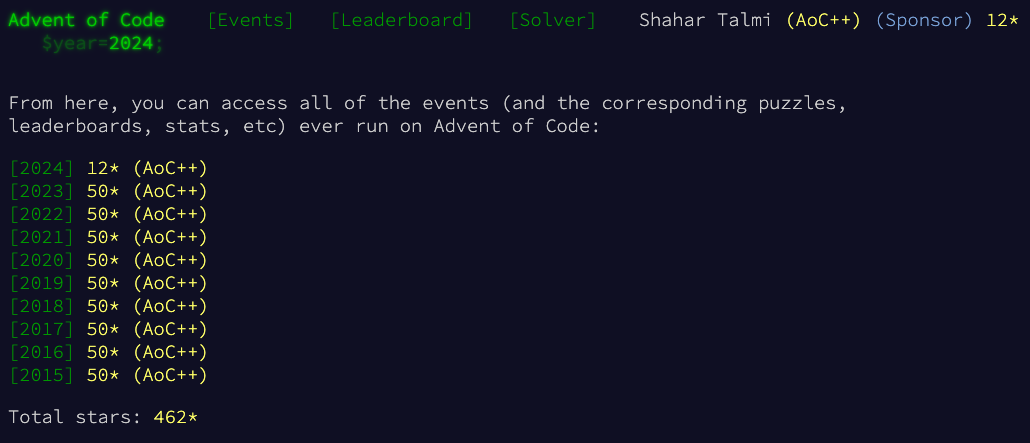 Advent of Code [Events] [Leaderboard] [Solver] Shahar Talmi (AoC++) (Sponsor) 12*
$year=2024;
From here, you can access all of the events (and the corresponding puzzles,
leaderboards, stats, etc) ever run on Advent of Code:
[2024] 12* (AoC++)
[2023] 50* (AoC++)
[2022] 50* (AoC++)
[2021] 50* (AoC++)
[2020] 50* (AoC++)
[2019] 50* (AoC++)
[2018] 50* (AoC++)
[2017] 50* (AoC++)
[2016] 50* (AoC++)
[2015] 50* (AoC++)
Total stars: 462*